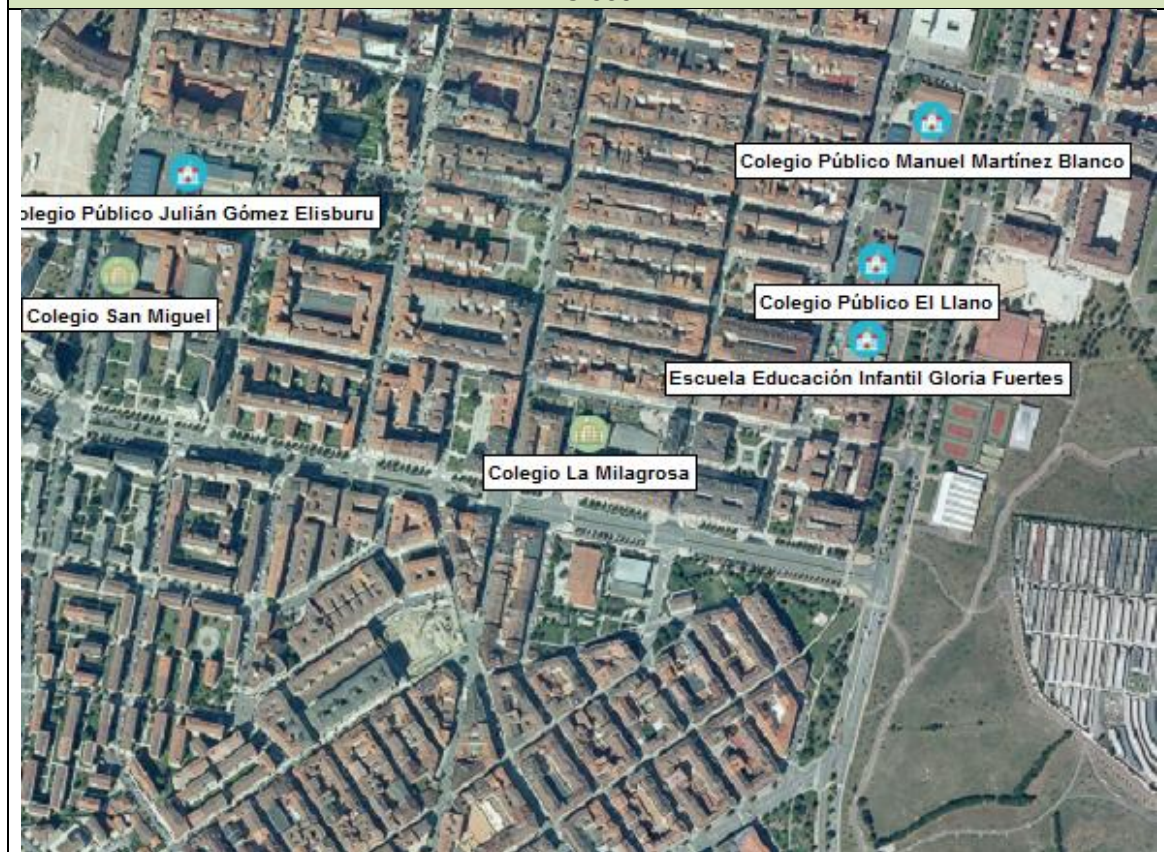 Colegio Público Manuel Martínez Blanco
olegio Público Julián Gómez Elisburu
Colegio Público El Llano
Colegio San Miguel
Escuela Educación Infantil Gloria Fuertes
Colegio La Milagrosa